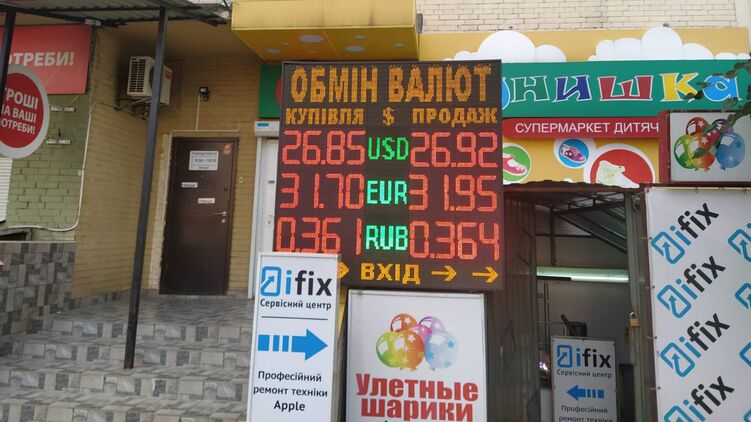 ОТРЕБИ!
ГРОШІ
НА ВАШІ
ПОТРЕБИ!
ОБМІН ВАЛЮТ
КУПІВЛЯ $ ПРОДАЖ
26.85 USD 26.92
31.70 EUR 31.95
0.361 RUB 0.364
→ ВХІД → →
нишка
СУПЕРМАРКЕТ ДИТЯЧ
ifix
Сервісний центр
Професійний
ремонт техніки
Apple
Улетные
шарики
ifix
Сервісний центр
Професійний
ремонт техніки
Apple
ifix
ifix
ifix
ifix